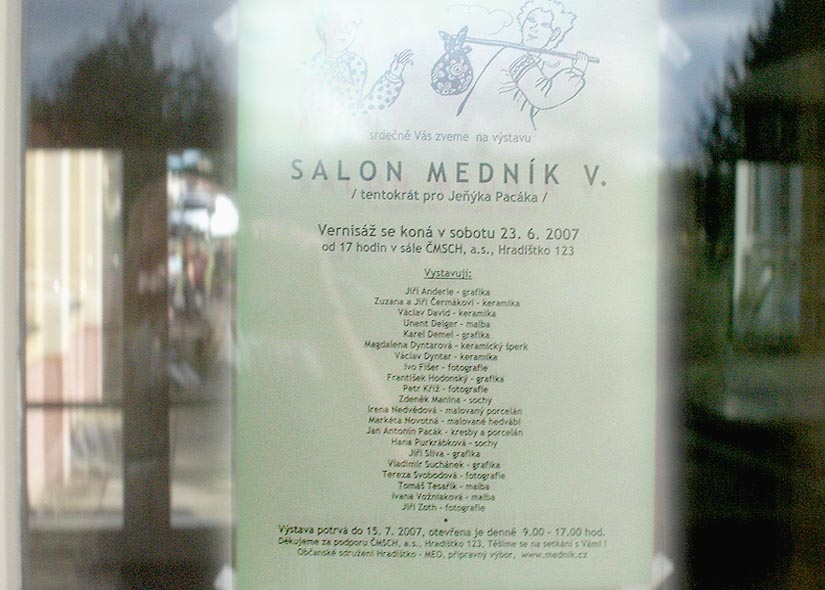 srdečně Vás zveme na výstavu
SALON MEDNÍK V.
/ tentokrát pro Jeňýka Pacáka /
Vernisáž se koná v sobotu 23. 6. 2007
od 17 hodin v sále ČMSCH, a.s., Hradištko 123
Vystavují:
Jiří Anderle - grafika
Zuzana a Jiří Čermákovi - keramika
Václav David - keramika
Unent Deiger - malba
Karel Demel - grafika
Magdalena Dyntarová - keramický šperk
Václav Dyntar - keramika
Ivo Fišer - fotografie
František Hodonský - grafika
Petr Kříž - fotografie
Zdeněk Manina - sochy
Irena Nedvědová - malovaný porcelán
Markéta Novotná - malované hedvábí
Jan Antonín Pacák - kresby a porcelán
Hana Purkrábková - sochy
Jiří Slíva - grafika
Vladimír Suchánek - grafika
Tereza Svobodová - fotografie
Tomáš Tesařík - malba
Ivana Vožniaková - malba
Jiří Zoth - fotografie
Výstava potrvá do 15. 7. 2007, otevřena je denně 9.00 - 17.00 hod.
Děkujeme za podporu ČMSCH, a.s., Hradištko 123, Těšíme se na setkání s Vámi !
Občanské sdružení Hradištko - MEO, přípravný výbor, www.mednik.cz